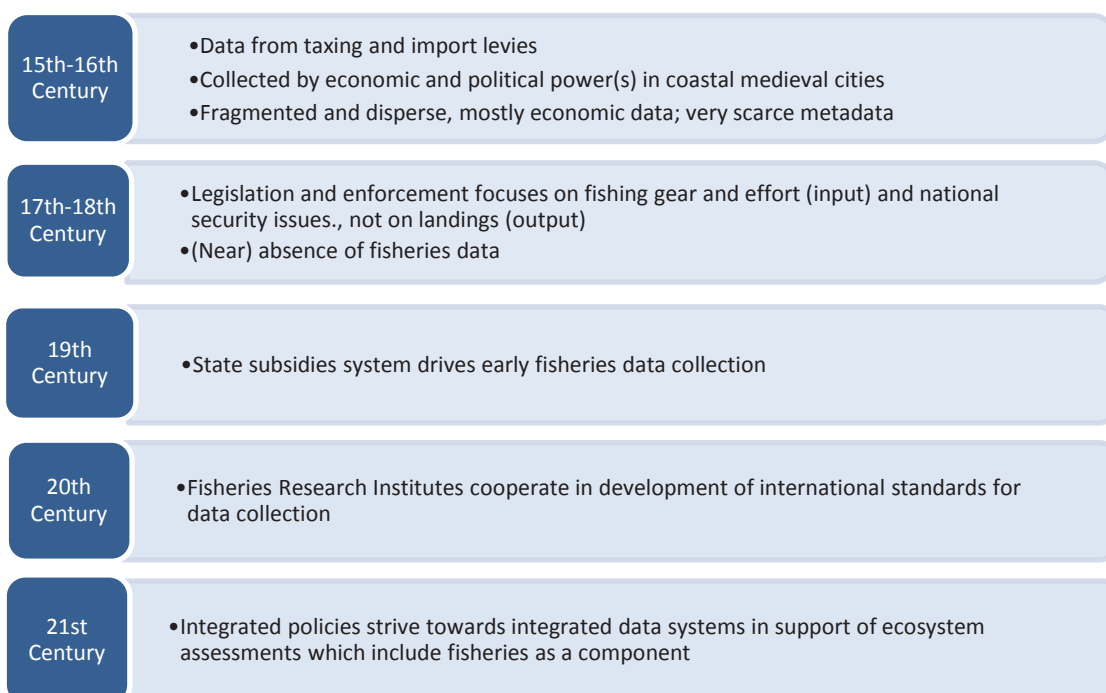 15th-16th
Century
•Data from taxing and import levies
•Collected by economic and political power(s) in coastal medieval cities
•Fragmented and disperse, mostly economic data; very scarce metadata
17th-18th
Century
•Legislation and enforcement focuses on fishing gear and effort (input) and national
security issues., not on landings (output)
•(Near) absence of fisheries data
19th
Century
•State subsidies system drives early fisheries data collection
20th
Century
•Fisheries Research Institutes cooperate in development of international standards for
data collection
21st
Century
•Integrated policies strive towards integrated data systems in support of ecosystem
assessments which include fisheries as a component